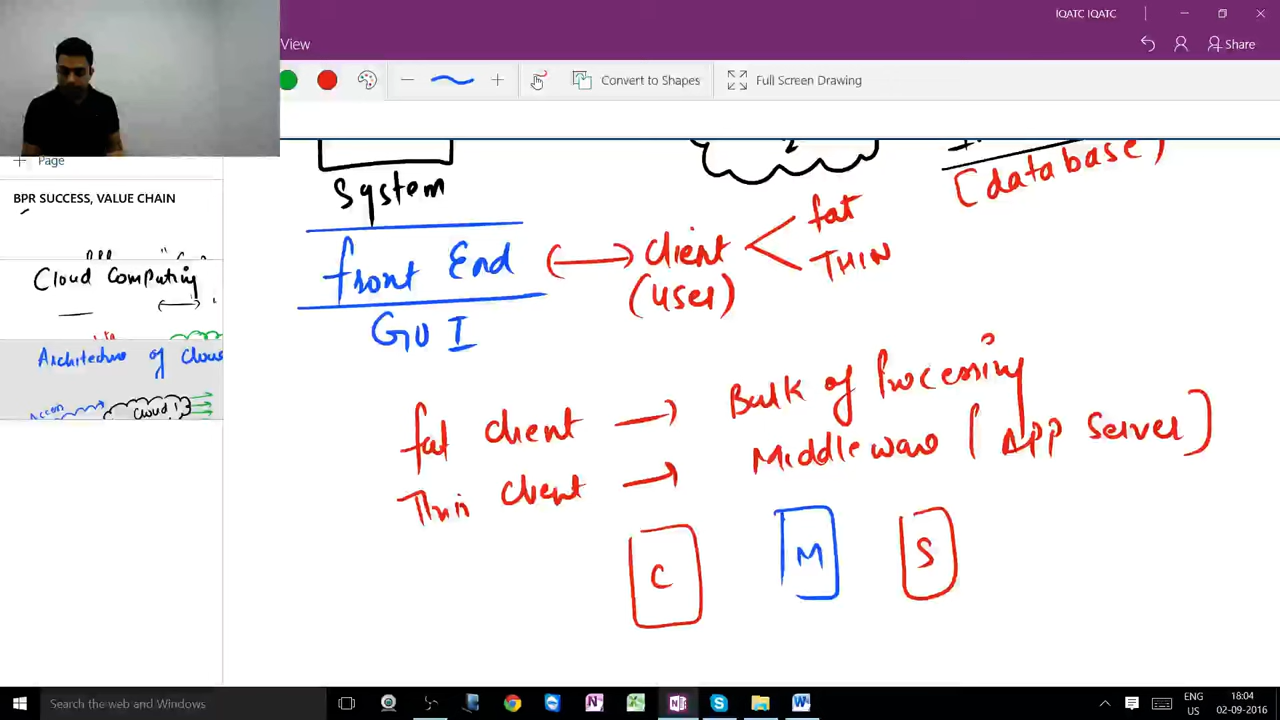 IQATC IQATC
View
Share
Convert to Shapes
Full Screen Drawing
Page
BPR SUCCESS, VALUE CHAIN
Cloud Computing
Architecture of Cloud
Access
Cloud!
System
[database)
front End
client
(user)
fat
THIN
GUI
fat client → Bulk of Processing
Thin client → Middleware (APP Server)
C
M
S
Search the web and Windows
ENG
US
18:04
02-09-2016